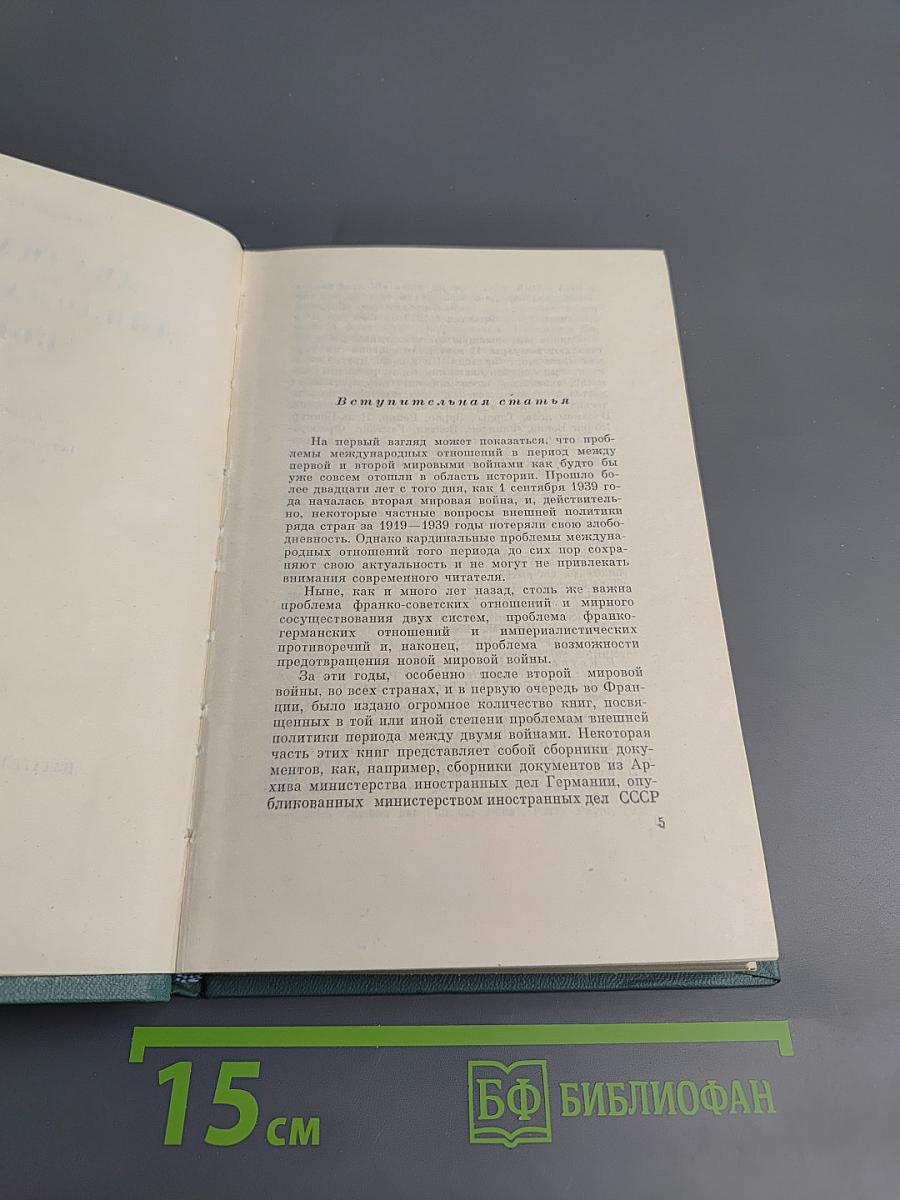 Вступительная статья
На первый взгляд может показаться, что проб-
лемы международных отношений в период между
первой и второй мировыми войнами как будто бы
уже совсем отошли в область истории. Прошло бо-
лее двадцати лет с того дня, как 1 сентября 1939 го-
да началась вторая мировая война, и, действитель-
но, некоторые частные вопросы внешней политики
ряда стран за 1919—1939 годы потеряли свою злобо-
дневность. Однако кардинальные проблемы междуна-
родных отношений того периода до сих пор сохра-
няют свою актуальность и не могут не привлекать
внимания современного читателя.
Ныне, как и много лет назад, столь же важна
проблема франко-советских отношений и мирного
сосуществования двух систем, проблема франко-
германских отношений и империалистических
противоречий и, наконец, проблема возможности
предотвращения новой мировой войны.
За эти годы, особенно после второй мировой
войны, во всех странах, и в первую очередь во Фран-
ции, было издано огромное количество книг, посвя-
щенных в той или иной степени проблемам внешней
политики периода между двумя войнами. Некоторая
часть этих книг представляет собой сборники доку-
ментов, как, например, сборники документов из Ар-
хива министерства иностранных дел Германии, опу-
бликованных министерством иностранных дел СССР
5
15 см
БФ БИБЛИОФАН